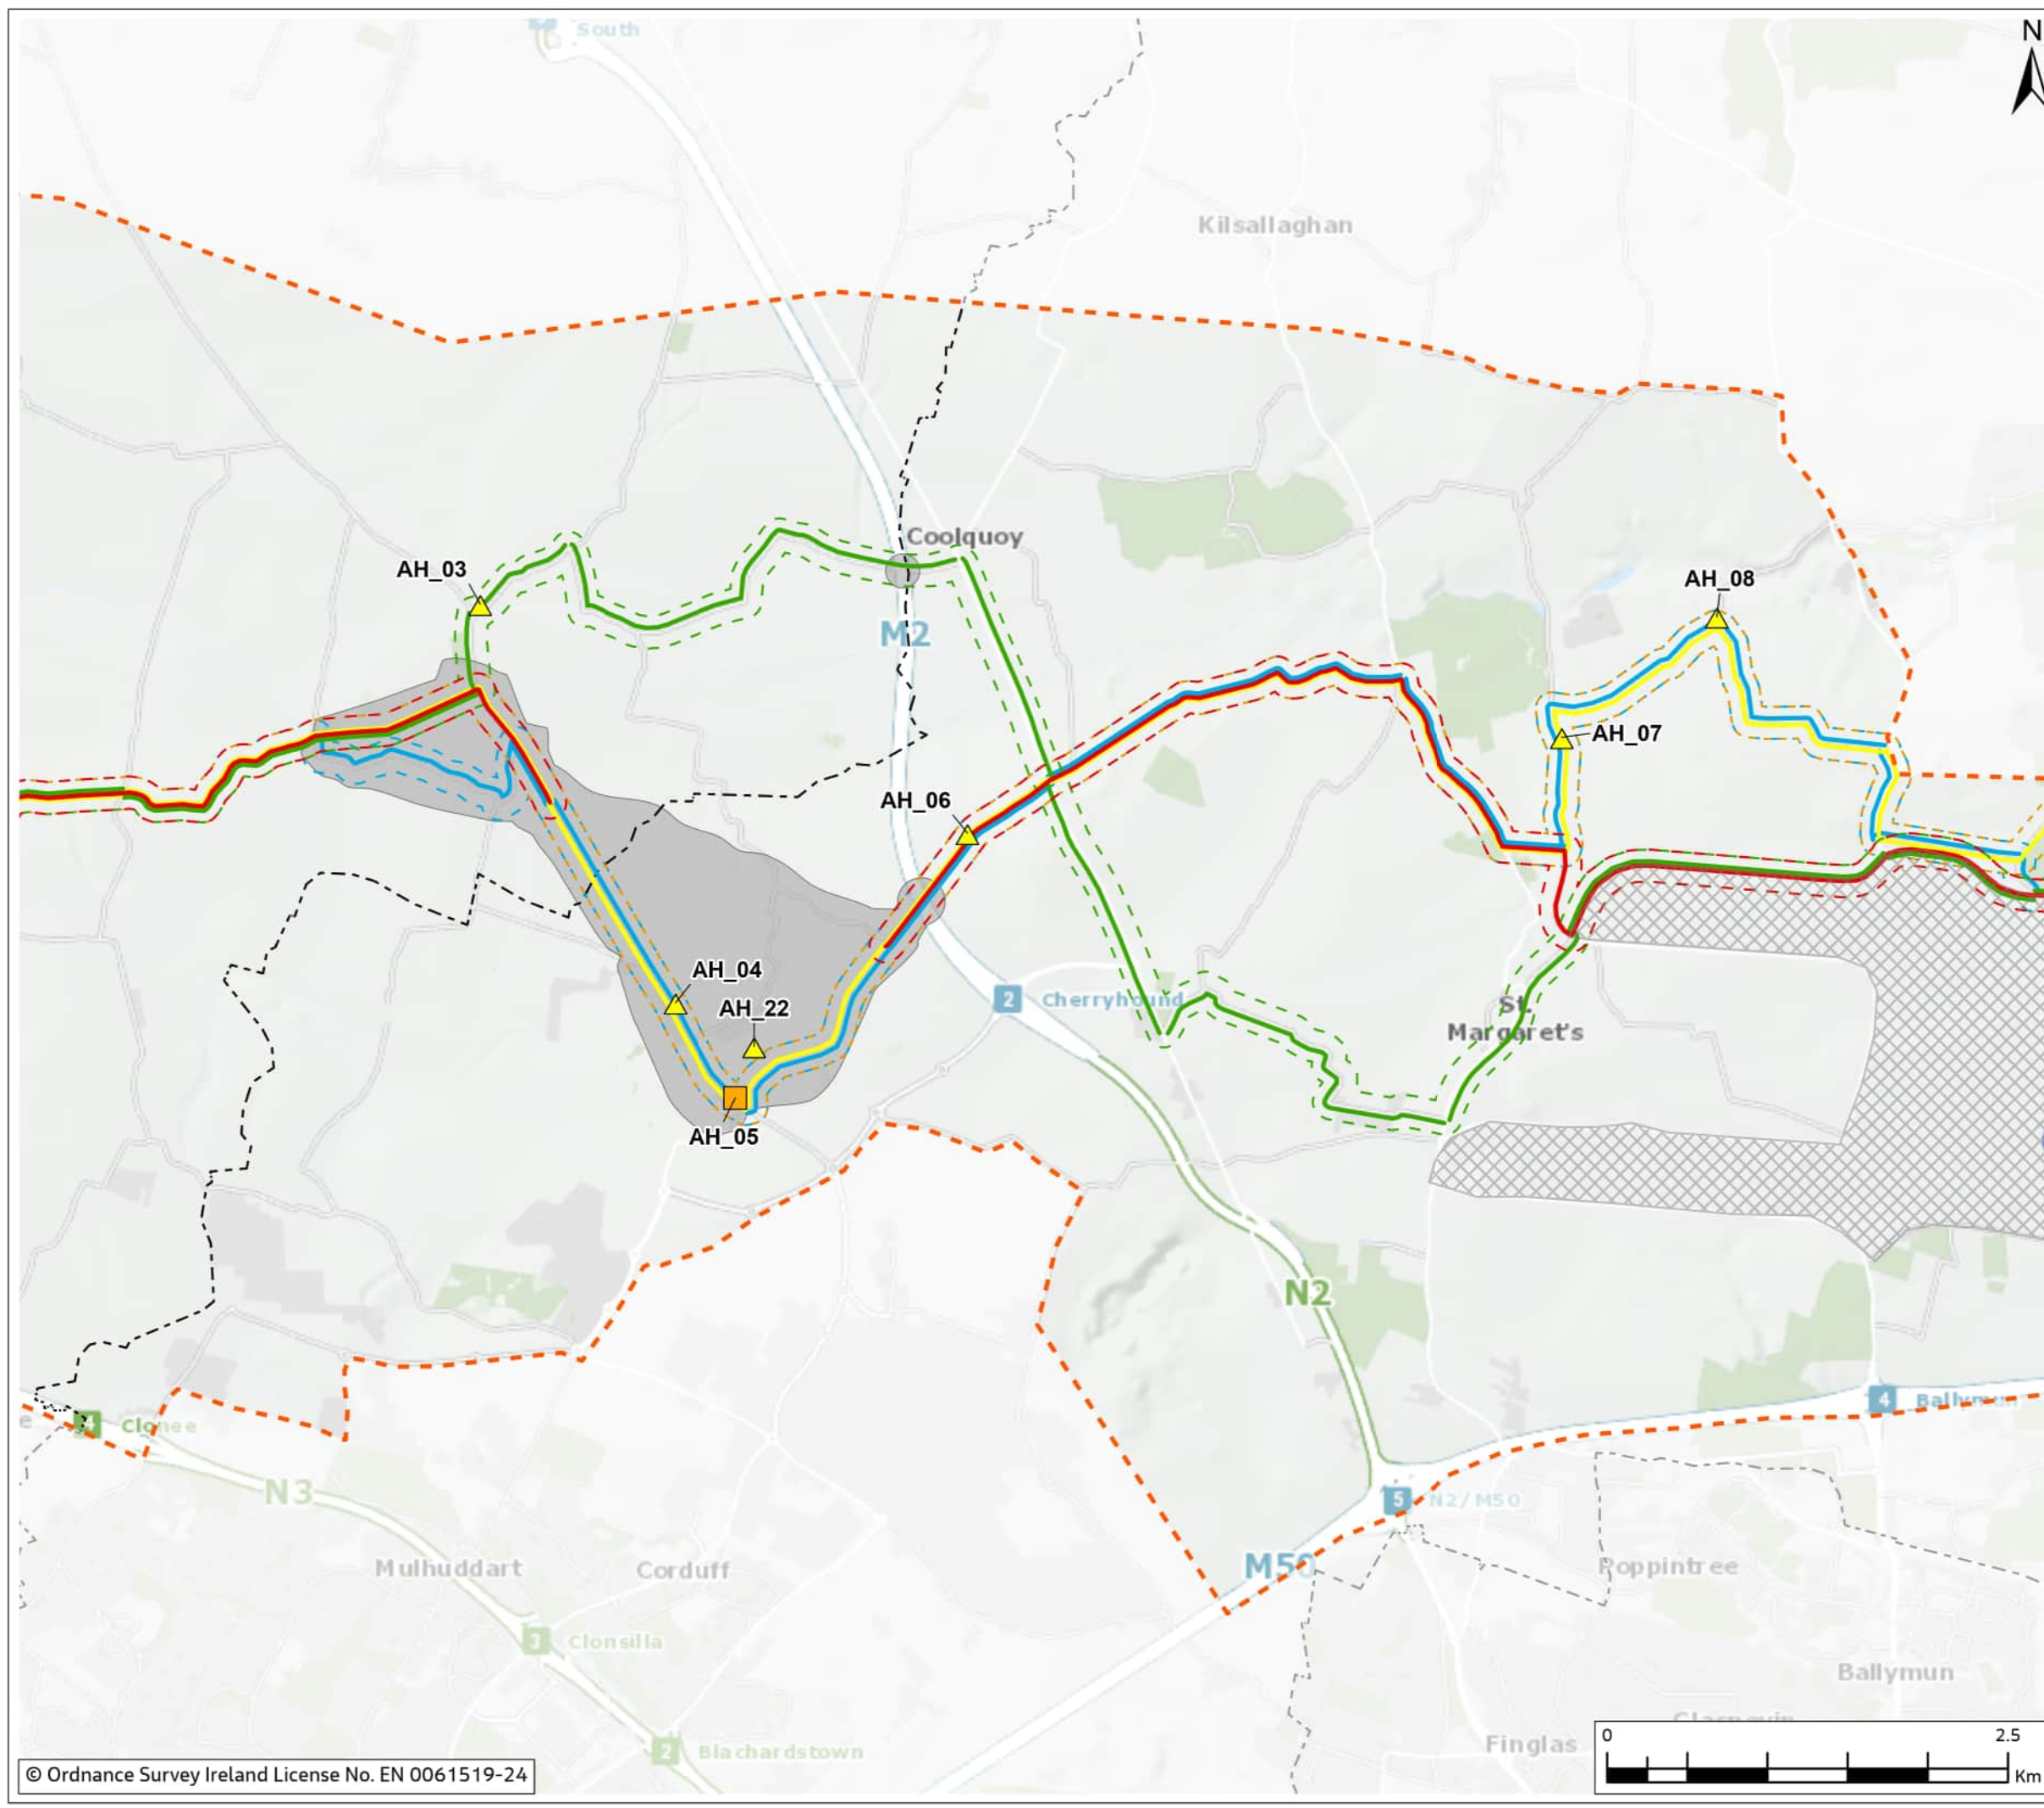 South
N
Kilsallaghan
Coolquoy
AH_03
AH_08
M2
AH_07
AH_06
AH_04
AH_22
2 Cherryhound
St.
Margaret's
AH_05
N2
4 Ballymun
4 Clonee
N3
5 N2/M50
M50
Mulhuddart
Corduff
Poppintree
3 Clonsilla
Ballymun
Finglas
2 Blachardstown
0 2.5
Km
© Ordnance Survey Ireland License No. EN 0061519-24